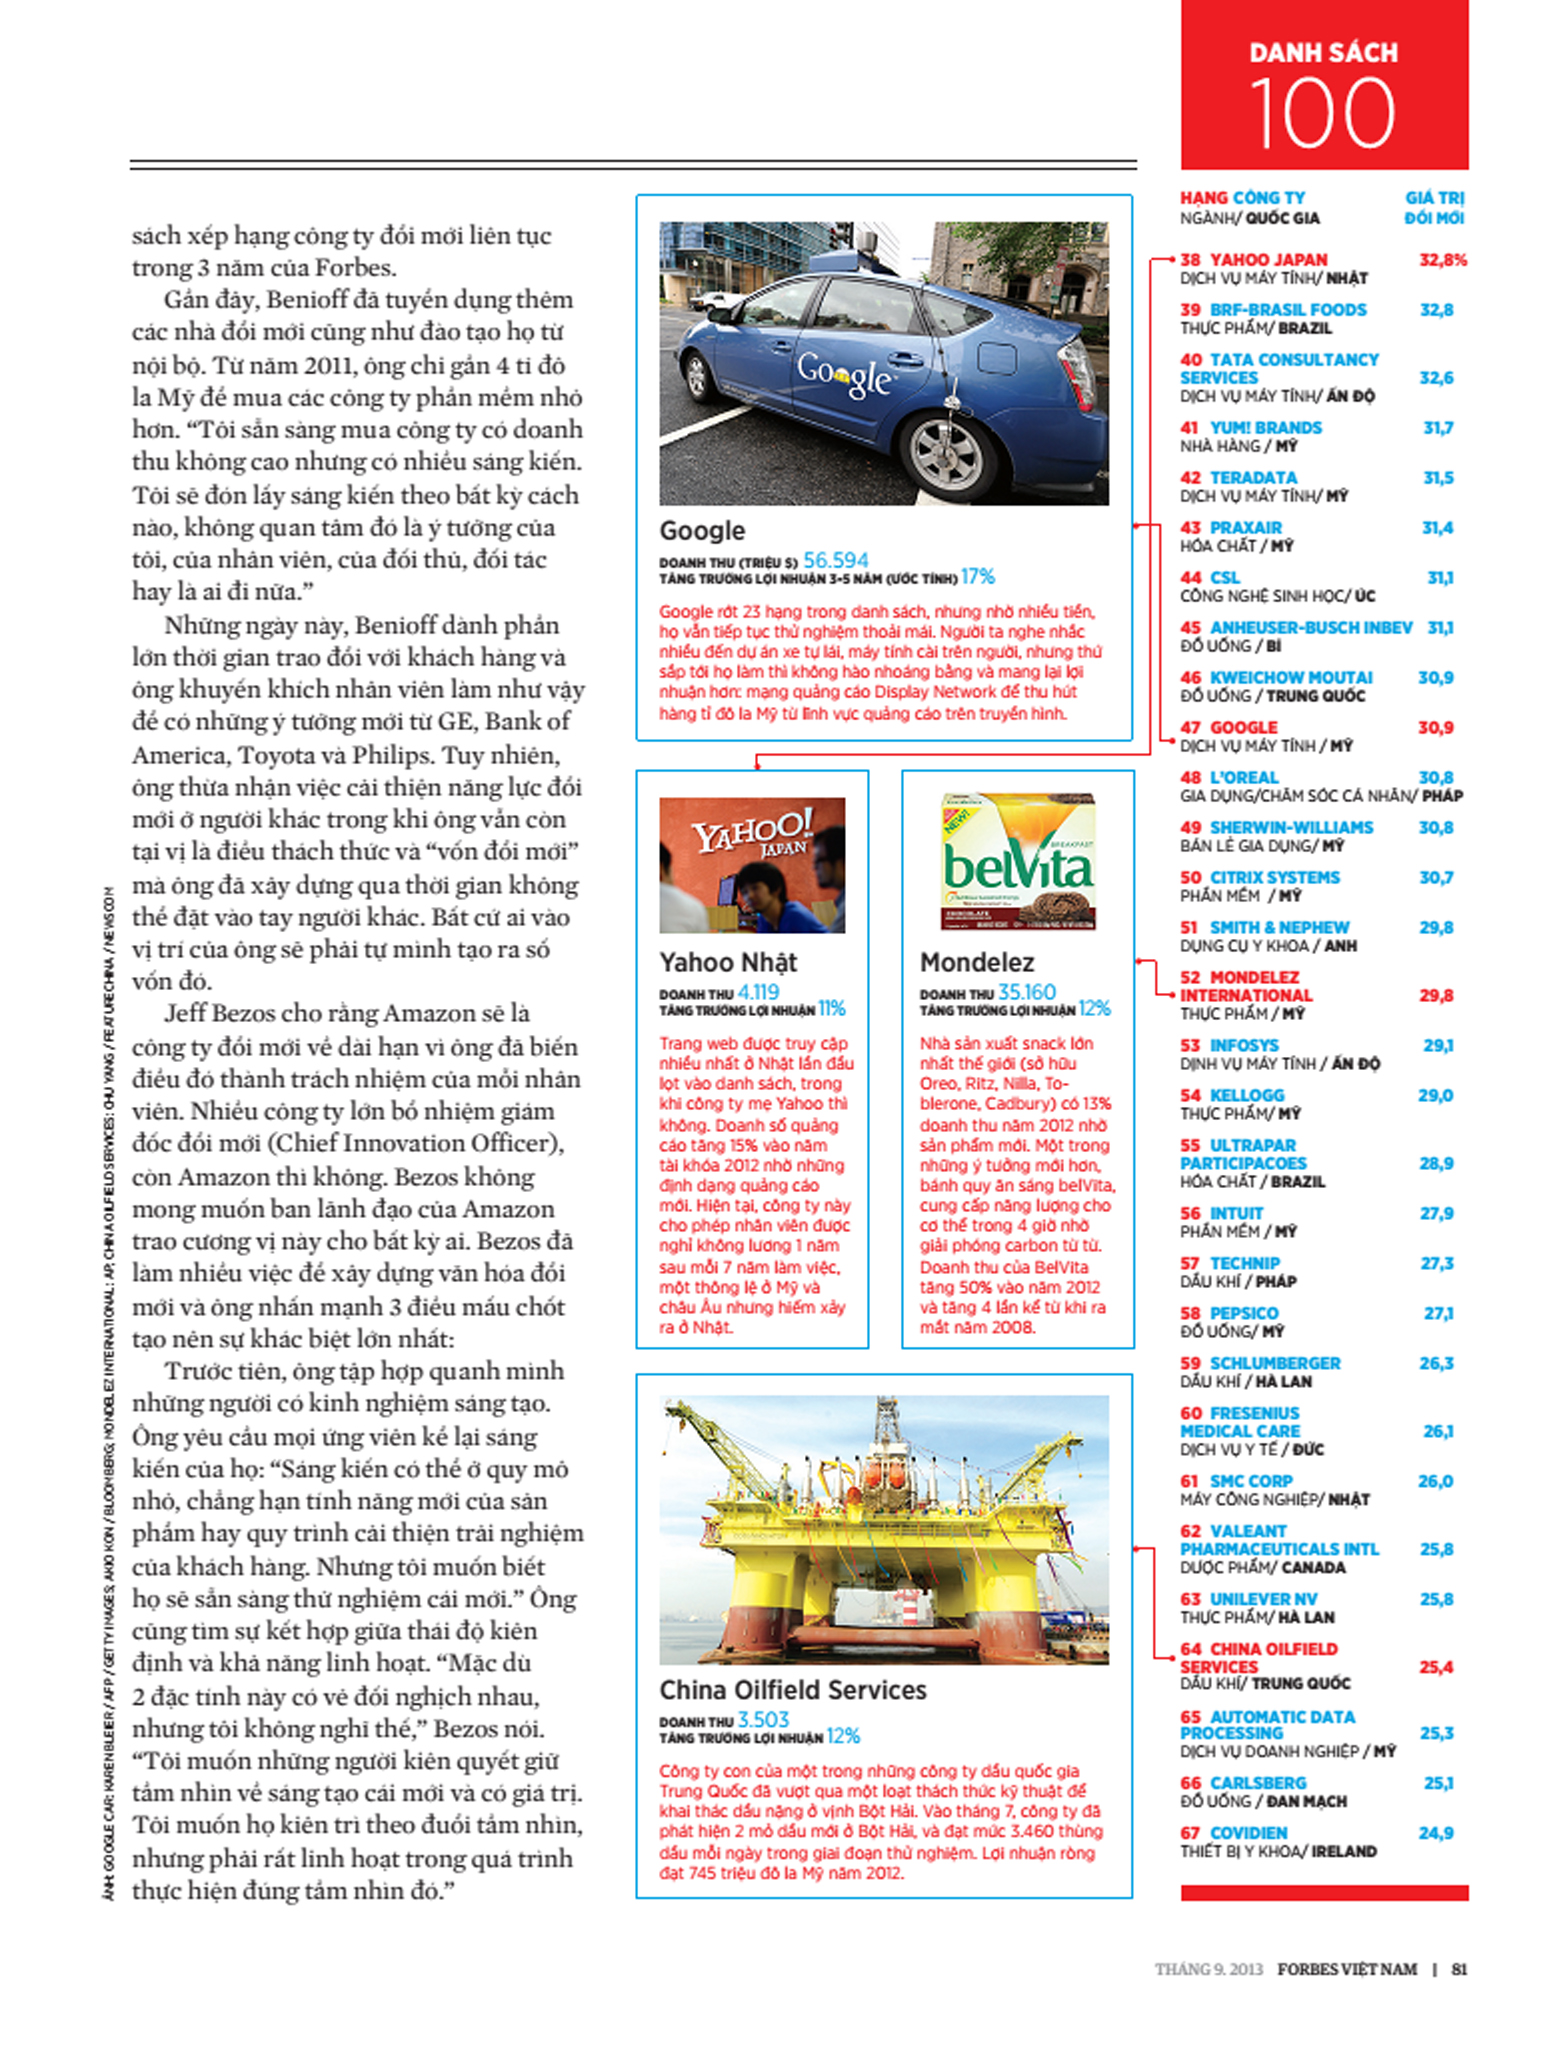 DANH SÁCH
100
sách xếp hạng công ty đổi mới liên tục
trong 3 năm của Forbes.
Gần đây, Benioff đã tuyển dụng thêm
các nhà đổi mới cũng như đào tạo họ từ
nội bộ. Từ năm 2011, ông chi gần 4 tỉ đô
la Mỹ để mua các công ty phần mềm nhỏ
hơn. “Tôi sẵn sàng mua công ty có doanh
thu không cao nhưng có nhiều sáng kiến.
Tôi sẽ đón lấy sáng kiến theo bất kỳ cách
nào, không quan tâm đó là ý tưởng của
tôi, của nhân viên, của đối thủ, đối tác
hay là ai đi nữa.”
Những ngày này, Benioff dành phần
lớn thời gian trao đổi với khách hàng và
ông khuyến khích nhân viên làm như vậy
để có những ý tưởng mới từ GE, Bank of
America, Toyota và Philips. Tuy nhiên,
ông thừa nhận việc cải thiện năng lực đổi
mới ở người khác trong khi ông vẫn còn
tại vị là điều thách thức và “vốn đổi mới”
mà ông đã xây dựng qua thời gian không
thể đặt vào tay người khác. Bất cứ ai vào
vị trí của ông sẽ phải tự mình tạo ra số
vốn đó.
Jeff Bezos cho rằng Amazon sẽ là
công ty đổi mới về dài hạn vì ông đã biến
điều đó thành trách nhiệm của mỗi nhân
viên. Nhiều công ty lớn bổ nhiệm giám
đốc đổi mới (Chief Innovation Officer),
còn Amazon thì không. Bezos không
mong muốn ban lãnh đạo của Amazon
trao cương vị này cho bất kỳ ai. Bezos đã
làm nhiều việc để xây dựng văn hóa đổi
mới và ông nhấn mạnh 3 điều mấu chốt
tạo nên sự khác biệt lớn nhất:
Trước tiên, ông tập hợp quanh mình
những người có kinh nghiệm sáng tạo.
Ông yêu cầu mọi ứng viên kể lại sáng
kiến của họ: “Sáng kiến có thể ở quy mô
nhỏ, chẳng hạn tính năng mới của sản
phẩm hay quy trình cải thiện trải nghiệm
của khách hàng. Nhưng tôi muốn biết
họ sẽ sẵn sàng thử nghiệm cái mới.” Ông
cũng tìm sự kết hợp giữa thái độ kiên
định và khả năng linh hoạt. “Mặc dù
2 đặc tính này có vẻ đối nghịch nhau,
nhưng tôi không nghĩ thế,” Bezos nói.
“Tôi muốn những người kiên quyết giữ
tầm nhìn về sáng tạo cái mới và có giá trị.
Tôi muốn họ kiên trì theo đuổi tầm nhìn,
nhưng phải rất linh hoạt trong quá trình
thực hiện đúng tầm nhìn đó.”
ẢNH: GOOGLE CAR: KAREN BLEIER / AFP / GETTY IMAGES; AKIO KON / BLOOMBERG; MONDELEZ INTERNATIONAL: AP; CHINA OILFIELD SERVICES: CHU YANG / FEATURECHINA / NEWSCOM
Google
Google
DOANH THU (TRIỆU $) 56.594
TĂNG TRƯỞNG LỢI NHUẬN 3-5 NĂM (ƯỚC TÍNH) 17%
Google rớt 23 hạng trong danh sách, nhưng nhờ nhiều tiền,
họ vẫn tiếp tục thử nghiệm thoải mái. Người ta nghe nhắc
nhiều đến dự án xe tự lái, máy tính cài trên người, nhưng thứ
sắp tới họ làm thì không hào nhoáng bằng và mang lại lợi
nhuận hơn: mạng quảng cáo Display Network để thu hút
hàng tỉ đô la Mỹ từ lĩnh vực quảng cáo trên truyền hình.
YAHOO!
JAPAN
Yahoo Nhật
DOANH THU 4.119
TĂNG TRƯỞNG LỢI NHUẬN 11%
Trang web được truy cập
nhiều nhất ở Nhật lần đầu
lọt vào danh sách, trong
khi công ty mẹ Yahoo thì
không. Doanh số quảng
cáo tăng 15% vào năm
tài khóa 2012 nhờ những
định dạng quảng cáo
mới. Hiện tại, công ty này
cho phép nhân viên được
nghỉ không lương 1 năm
sau mỗi 7 năm làm việc,
một thông lệ ở Mỹ và
châu Âu nhưng hiếm xảy
ra ở Nhật.
NEW!
BREAKFAST
belVita
CHOCOLATE
Mondelez
DOANH THU 35.160
TĂNG TRƯỞNG LỢI NHUẬN 12%
Nhà sản xuất snack lớn
nhất thế giới (sở hữu
Oreo, Ritz, Nilla, To-
blerone, Cadbury) có 13%
doanh thu năm 2012 nhờ
sản phẩm mới. Một trong
những ý tưởng mới hơn,
bánh quy ăn sáng belVita,
cung cấp năng lượng cho
cơ thể trong 4 giờ nhờ
giải phóng carbon từ từ.
Doanh thu của BelVita
tăng 50% vào năm 2012
và tăng 4 lần kể từ khi ra
mắt năm 2008.
China Oilfield Services
DOANH THU 3.503
TĂNG TRƯỞNG LỢI NHUẬN 12%
Công ty con của một trong những công ty dầu quốc gia
Trung Quốc đã vượt qua một loạt thách thức kỹ thuật để
khai thác dầu nặng ở vịnh Bột Hải. Vào tháng 7, công ty đã
phát hiện 2 mỏ dầu mới ở Bột Hải, và đạt mức 3.460 thùng
dầu mỗi ngày trong giai đoạn thử nghiệm. Lợi nhuận ròng
đạt 745 triệu đô la Mỹ năm 2012.
HẠNG CÔNG TY GIÁ TRỊ
NGÀNH/ QUỐC GIA ĐỔI MỚI
38 YAHOO JAPAN 32,8%
DỊCH VỤ MÁY TÍNH/ NHẬT
39 BRF-BRASIL FOODS 32,8
THỰC PHẨM/ BRAZIL
40 TATA CONSULTANCY
SERVICES 32,6
DỊCH VỤ MÁY TÍNH/ ẤN ĐỘ
41 YUM! BRANDS 31,7
NHÀ HÀNG / MỸ
42 TERADATA 31,5
DỊCH VỤ MÁY TÍNH/ MỸ
43 PRAXAIR 31,4
HÓA CHẤT / MỸ
44 CSL 31,1
CÔNG NGHỆ SINH HỌC/ ÚC
45 ANHEUSER-BUSCH INBEV 31,1
ĐỒ UỐNG / BỈ
46 KWEICHOW MOUTAI 30,9
ĐỒ UỐNG / TRUNG QUỐC
47 GOOGLE 30,9
DỊCH VỤ MÁY TÍNH / MỸ
48 L’OREAL 30,8
GIA DỤNG/CHĂM SÓC CÁ NHÂN/ PHÁP
49 SHERWIN-WILLIAMS 30,8
BÁN LẺ GIA DỤNG/ MỸ
50 CITRIX SYSTEMS 30,7
PHẦN MỀM / MỸ
51 SMITH & NEPHEW 29,8
DỤNG CỤ Y KHOA / ANH
52 MONDELEZ
INTERNATIONAL 29,8
THỰC PHẨM / MỸ
53 INFOSYS 29,1
DỊNH VỤ MÁY TÍNH / ẤN ĐỘ
54 KELLOGG 29,0
THỰC PHẨM/ MỸ
55 ULTRAPAR
PARTICIPACOES 28,9
HÓA CHẤT / BRAZIL
56 INTUIT 27,9
PHẦN MỀM / MỸ
57 TECHNIP 27,3
DẦU KHÍ / PHÁP
58 PEPSICO 27,1
ĐỒ UỐNG/ MỸ
59 SCHLUMBERGER 26,3
DẦU KHÍ / HÀ LAN
60 FRESENIUS
MEDICAL CARE 26,1
DỊCH VỤ Y TẾ / ĐỨC
61 SMC CORP 26,0
MÁY CÔNG NGHIỆP/ NHẬT
62 VALEANT
PHARMACEUTICALS INTL 25,8
DƯỢC PHẨM/ CANADA
63 UNILEVER NV 25,8
THỰC PHẨM/ HÀ LAN
64 CHINA OILFIELD
SERVICES 25,4
DẦU KHÍ/ TRUNG QUỐC
65 AUTOMATIC DATA
PROCESSING 25,3
DỊCH VỤ DOANH NGHIỆP / MỸ
66 CARLSBERG 25,1
ĐỒ UỐNG / ĐAN MẠCH
67 COVIDIEN 24,9
THIẾT BỊ Y KHOA/ IRELAND
THÁNG 9. 2013 FORBES VIỆT NAM | 81